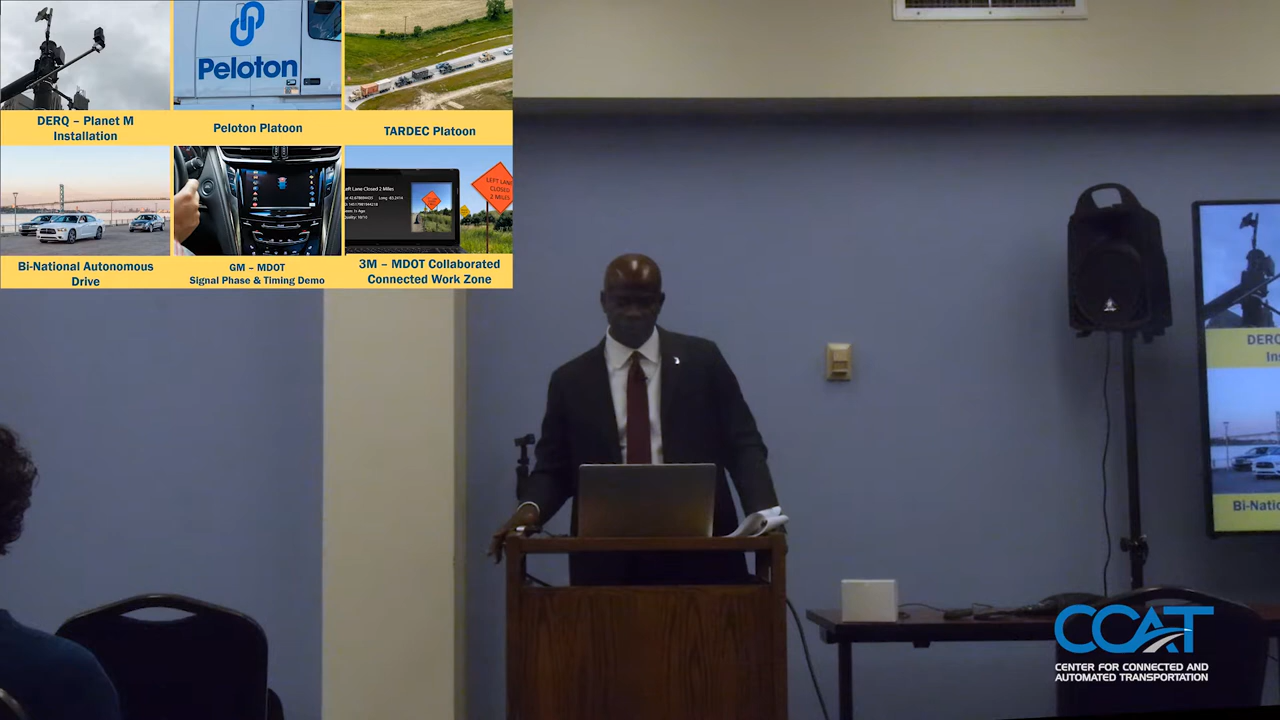 Peloton
DERQ – Planet M
Installation
Peloton Platoon
TARDEC Platoon
Left Lane Closed 2 Miles
LEFT LANE
CLOSED
2 MILES
Bi-National Autonomous
Drive
GM – MDOT
Signal Phase & Timing Demo
3M – MDOT Collaborated
Connected Work Zone
DERQ
Ins
Bi-Natio
CCAT
CENTER FOR CONNECTED AND
AUTOMATED TRANSPORTATION